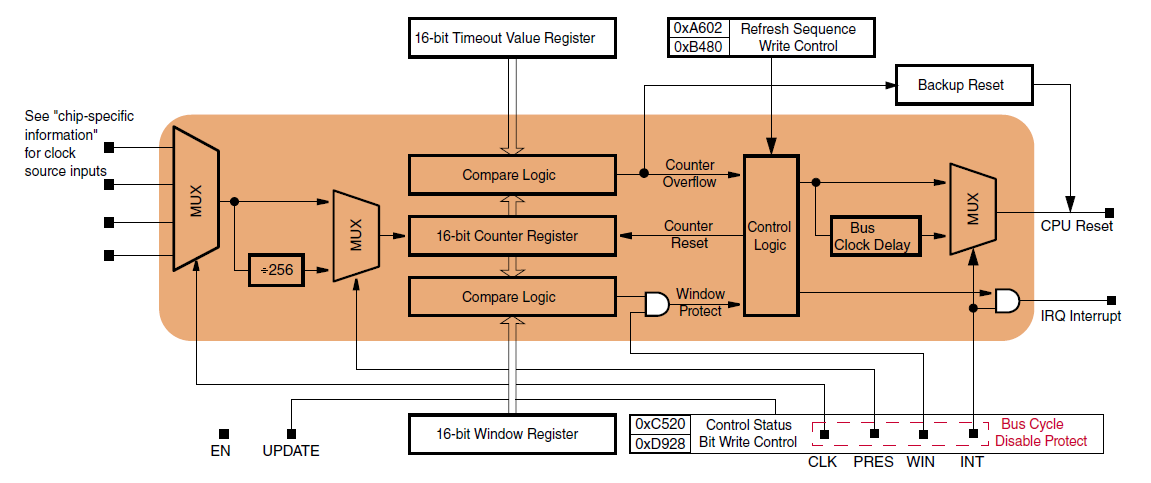 16-bit Timeout Value Register
0xA602
0xB480
Refresh Sequence
Write Control
Backup Reset
See "chip-specific
information"
for clock
source inputs
MUX
÷256
MUX
Compare Logic
16-bit Counter Register
Compare Logic
Counter
Overflow
Counter
Reset
Window
Protect
Control
Logic
Bus
Clock Delay
MUX
CPU Reset
IRQ Interrupt
EN
UPDATE
16-bit Window Register
0xC520
0xD928
Control Status
Bit Write Control
Bus Cycle
Disable Protect
CLK
PRES
WIN
INT